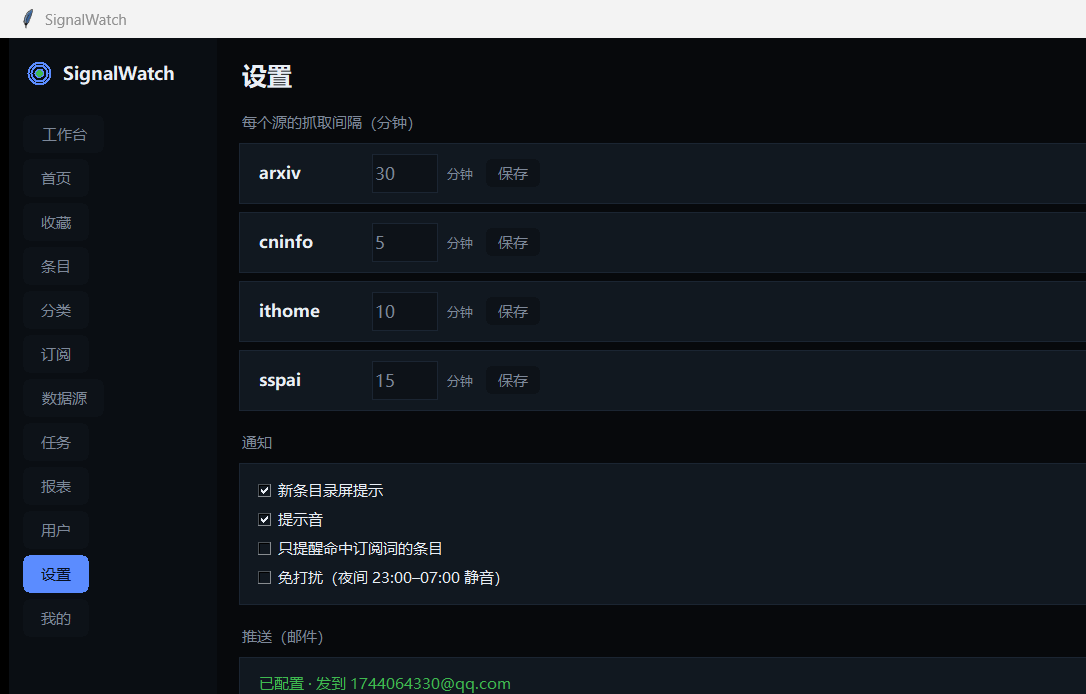 SignalWatch
SignalWatch
工作台
首页
收藏
条目
分类
订阅
数据源
任务
报表
用户
设置
我的
设置
每个源的抓取间隔（分钟）
arxiv 30 分钟 保存
cninfo 5 分钟 保存
ithome 10 分钟 保存
sspai 15 分钟 保存
通知
新条目录屏提示
提示音
只提醒命中订阅词的条目
免打扰（夜间 23:00–07:00 静音）
推送（邮件）
已配置 · 发到 1744064330@qq.com